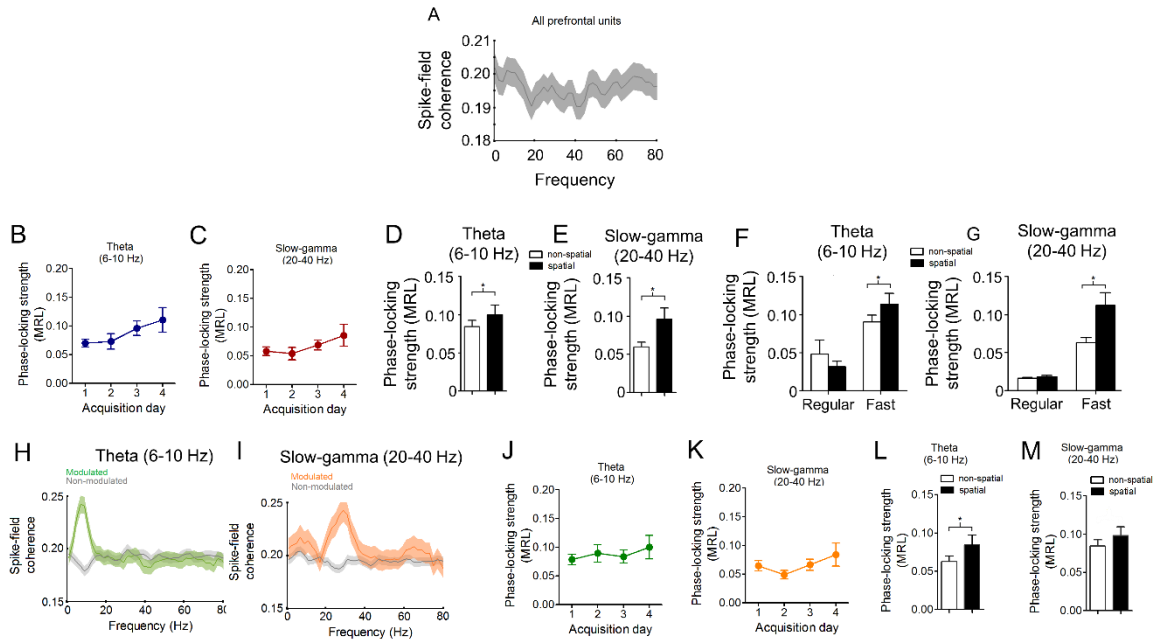 A
All prefrontal units
Spike-field
coherence
0.21
0.20
0.19
0.18
0 20 40 60 80
Frequency
B
Theta
(6-10 Hz)
Phase-locking strength
(MRL)
0.20
0.15
0.10
0.05
0.00
1 2 3 4
Acquisition day
C
Slow-gamma
(20-40 Hz)
Phase-locking strength
(MRL)
0.20
0.15
0.10
0.05
0.00
1 2 3 4
Acquisition day
D
Theta
(6-10 Hz)
non-spatial
spatial
Phase-locking
strength (MRL)
0.20
0.15
0.10
0.05
0
*
E
Slow-gamma
(20-40 Hz)
Phase-locking
strength (MRL)
0.20
0.15
0.10
0.05
0
*
F
Theta
(6-10 Hz)
non-spatial
spatial
Phase-locking
strength (MRL)
0.20
0.15
0.10
0.05
0
*
Regular Fast
G
Slow-gamma
(20-40 Hz)
Phase-locking
strength (MRL)
0.20
0.15
0.10
0.05
0
*
Regular Fast
H
Theta (6-10 Hz)
Modulated
Non-modulated
Spike-field
coherence
0.25
0.20
0.15
0 20 40 60 80
Frequency (Hz)
I
Slow-gamma (20-40 Hz)
Modulated
Non-modulated
Spike-field
coherence
0.25
0.20
0.15
0 20 40 60 80
Frequency (Hz)
J
Theta
(6-10 Hz)
Phase-locking strength
(MRL)
0.20
0.15
0.10
0.05
0.00
1 2 3 4
Acquisition day
K
Slow-gamma
(20-40 Hz)
Phase-locking strength
(MRL)
0.20
0.15
0.10
0.05
0.00
1 2 3 4
Acquisition day
L
Theta
(6-10 Hz)
non-spatial
spatial
Phase-locking strength
(MRL)
0.20
0.15
0.10
0.05
0.00
*
M
Slow-gamma
(20-40 Hz)
non-spatial
spatial
Phase-locking strength
(MRL)
0.20
0.15
0.10
0.05
0.00